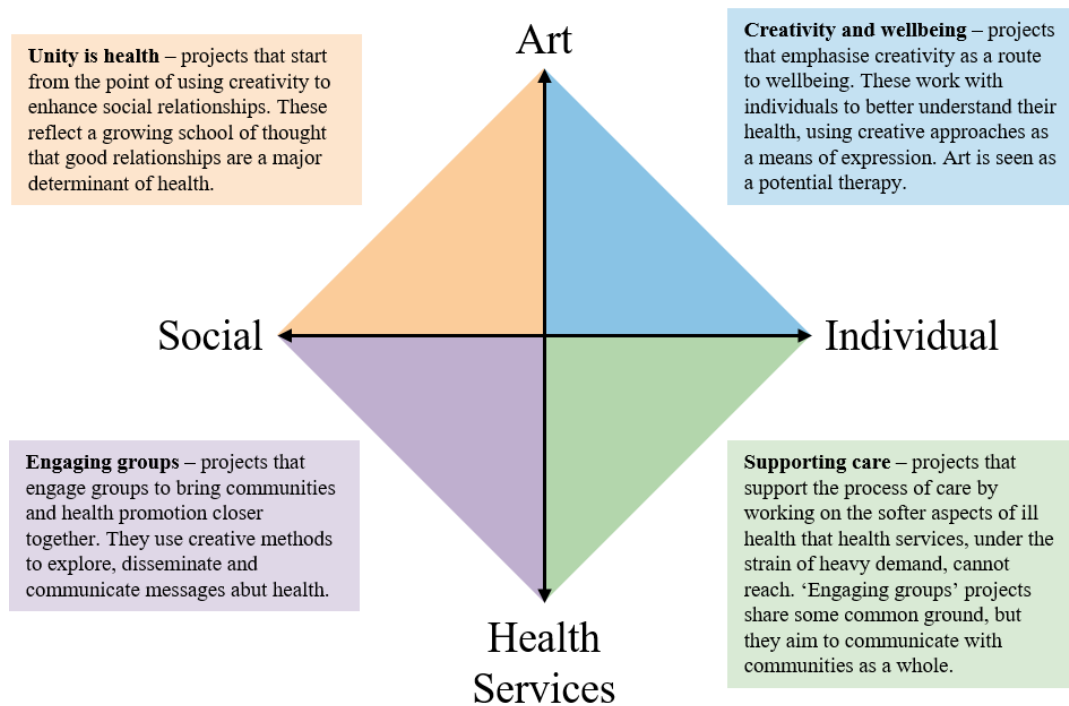 Art
Unity is health – projects that start
from the point of using creativity to
enhance social relationships. These
reflect a growing school of thought
that good relationships are a major
determinant of health.
Creativity and wellbeing – projects
that emphasise creativity as a route
to wellbeing. These work with
individuals to better understand their
health, using creative approaches as
a means of expression. Art is seen as
a potential therapy.
Social
Individual
Engaging groups – projects that
engage groups to bring communities
and health promotion closer
together. They use creative methods
to explore, disseminate and
communicate messages abut health.
Supporting care – projects that
support the process of care by
working on the softer aspects of ill
health that health services, under the
strain of heavy demand, cannot
reach. ‘Engaging groups’ projects
share some common ground, but
they aim to communicate with
communities as a whole.
Health
Services